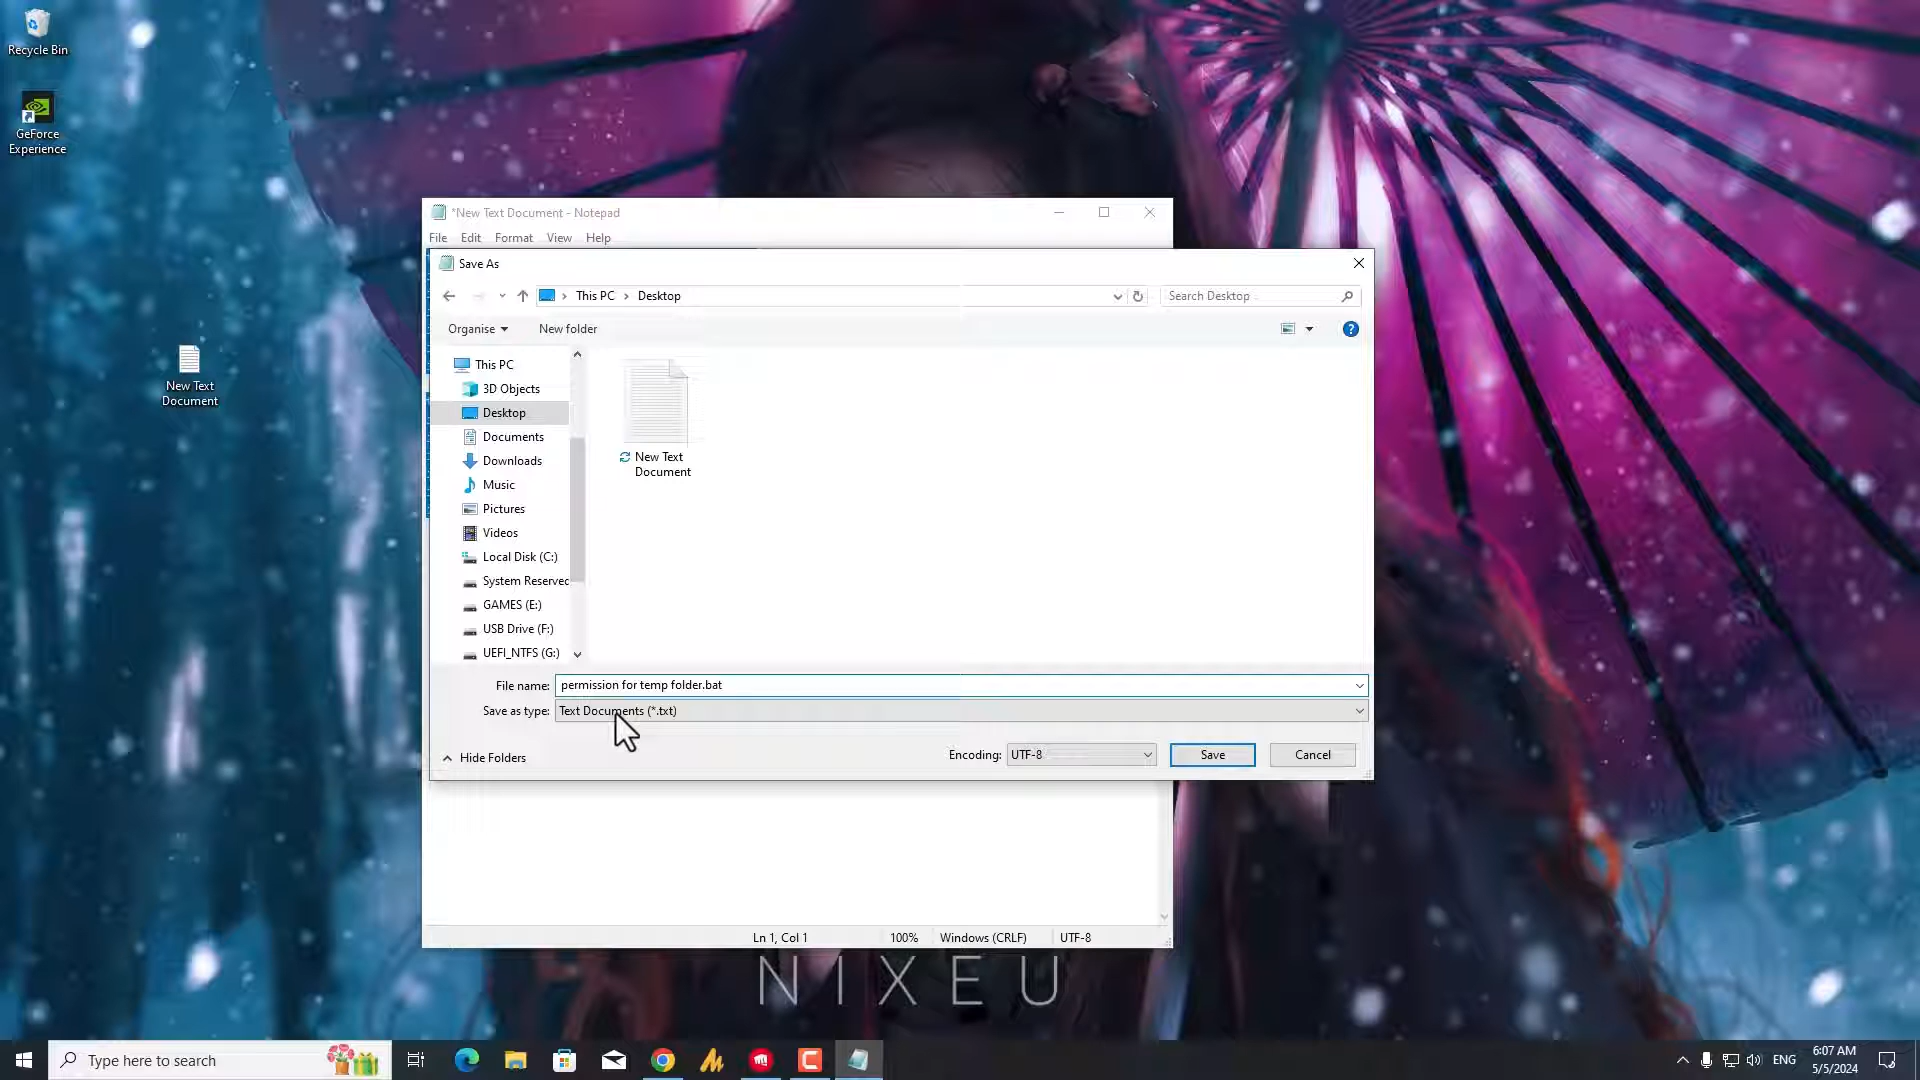 Recycle Bin
GeForce
Experience
New Text
Document
*New Text Document - Notepad
File Edit Format View Help
Save As
This PC > Desktop
Search Desktop
Organise New folder
This PC
3D Objects
Desktop
Documents
Downloads
Music
Pictures
Videos
Local Disk (C:)
System Reserved
GAMES (E:)
USB Drive (F:)
UEFI_NTFS (G:)
New Text
Document
File name: permission for temp folder.bat
Save as type: Text Documents (*.txt)
Hide Folders
Encoding: UTF-8 Save Cancel
Ln 1, Col 1 100% Windows (CRLF) UTF-8
NIXEU
Type here to search
ENG
6:07 AM
5/5/2024